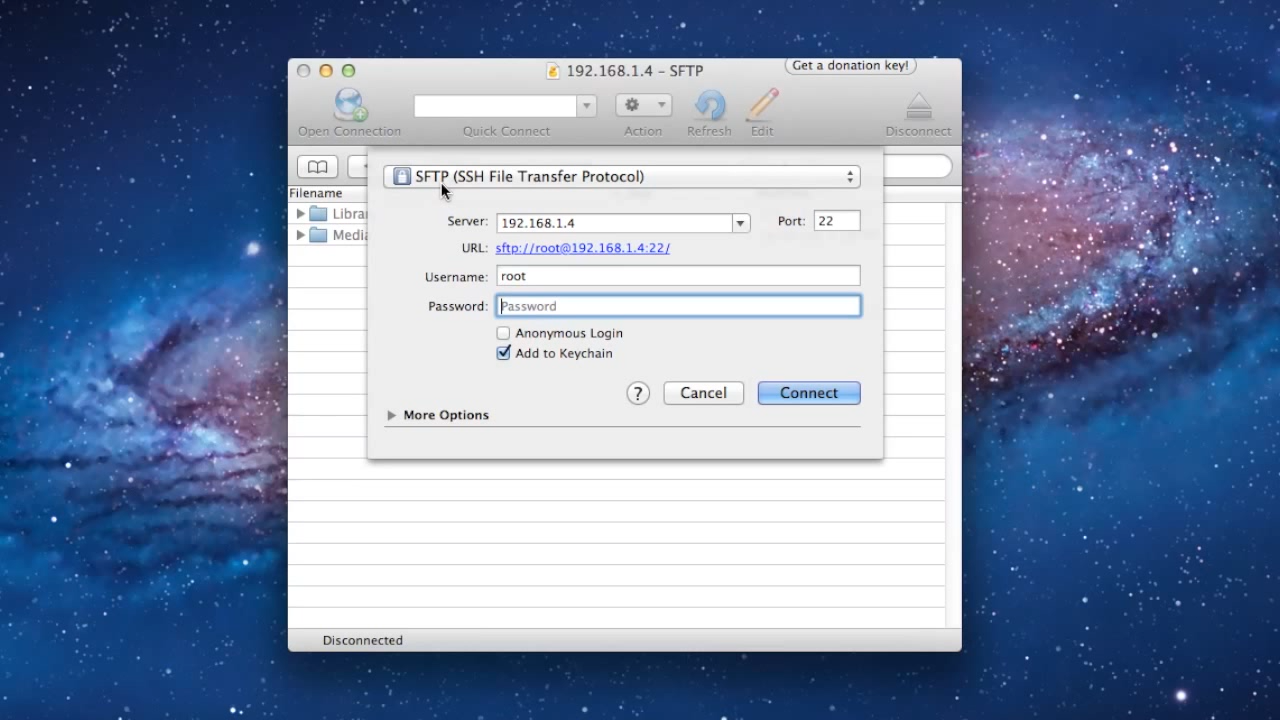 192.168.1.4 – SFTP
Get a donation key!
Open Connection
Quick Connect
Action
Refresh
Edit
Disconnect
SFTP (SSH File Transfer Protocol)
Filename
Server: 192.168.1.4 Port: 22
URL: sftp://root@192.168.1.4:22/
Username: root
Password: Password
Anonymous Login
Add to Keychain
? Cancel Connect
More Options
Disconnected